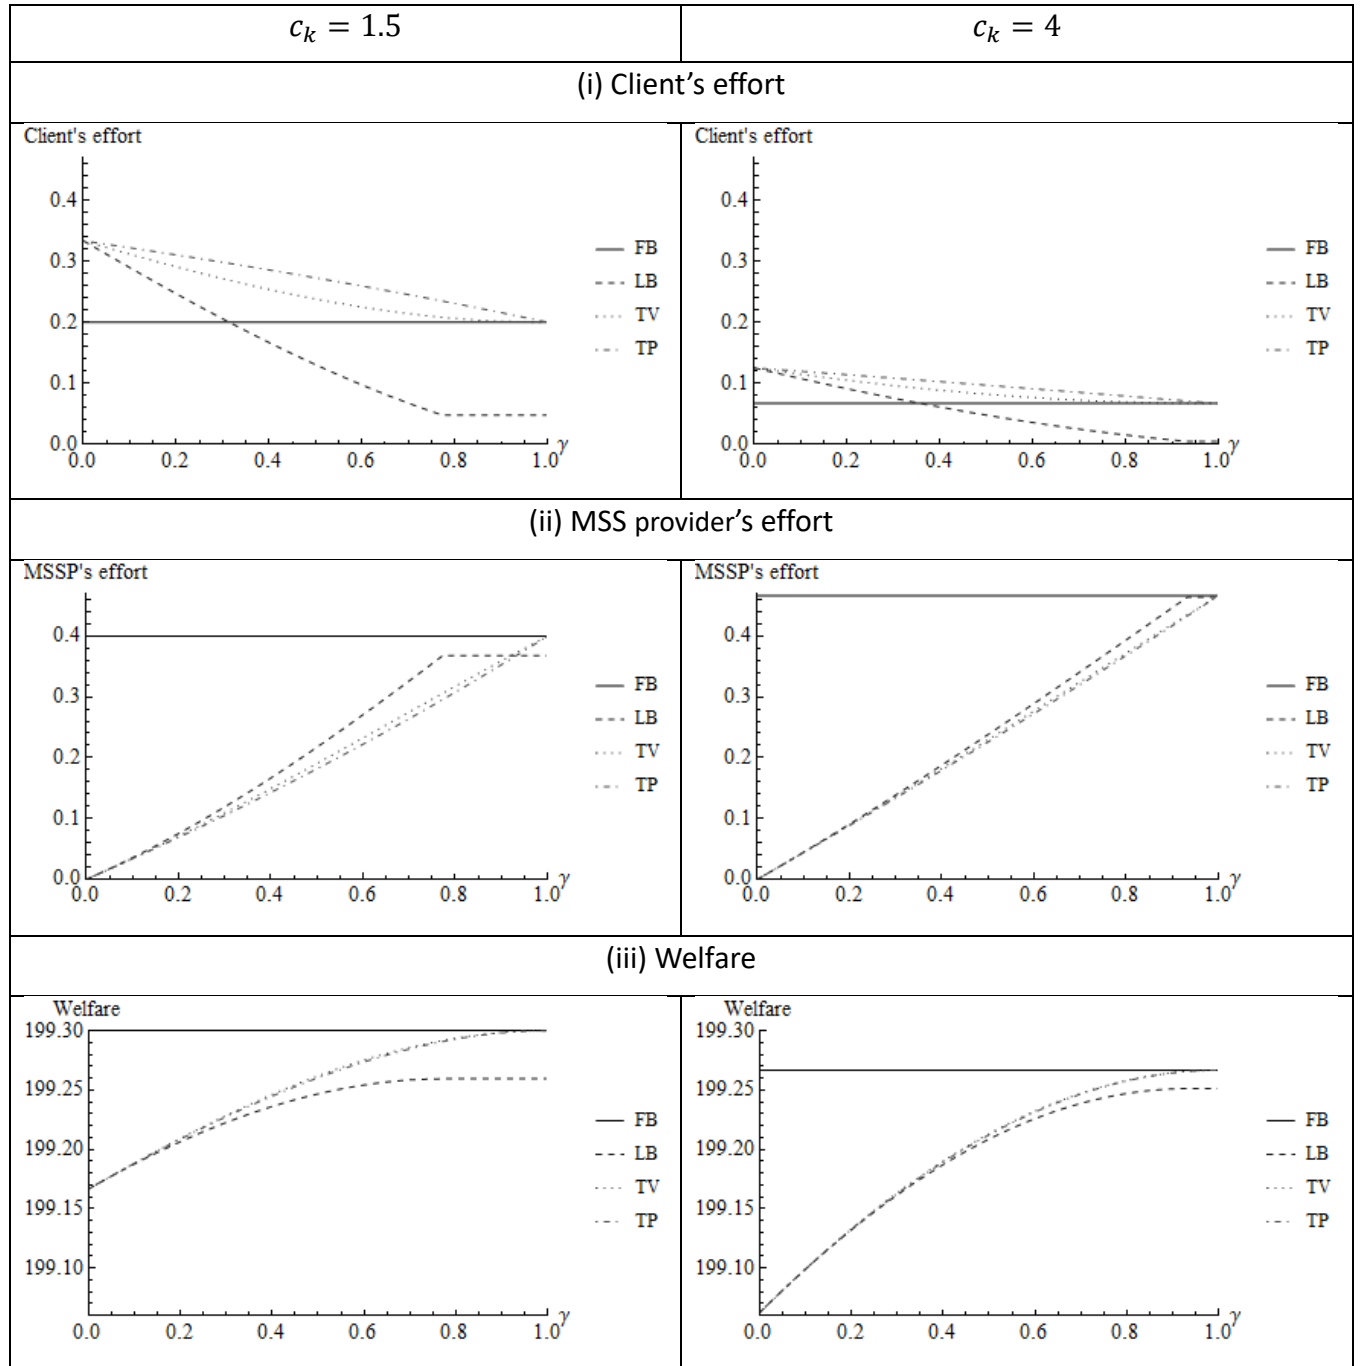 c_k = 1.5
c_k = 4
(i) Client’s effort
Client's effort
0.4
0.3
0.2
0.1
0.0
0.0 0.2 0.4 0.6 0.8 1.0 γ
FB
LB
TV
TP
Client's effort
0.4
0.3
0.2
0.1
0.0
0.0 0.2 0.4 0.6 0.8 1.0 γ
FB
LB
TV
TP
(ii) MSS provider’s effort
MSSP's effort
0.4
0.3
0.2
0.1
0.0
0.0 0.2 0.4 0.6 0.8 1.0 γ
FB
LB
TV
TP
MSSP's effort
0.4
0.3
0.2
0.1
0.0
0.0 0.2 0.4 0.6 0.8 1.0 γ
FB
LB
TV
TP
(iii) Welfare
Welfare
199.30
199.25
199.20
199.15
199.10
0.0 0.2 0.4 0.6 0.8 1.0 γ
FB
LB
TV
TP
Welfare
199.30
199.25
199.20
199.15
199.10
0.0 0.2 0.4 0.6 0.8 1.0 γ
FB
LB
TV
TP